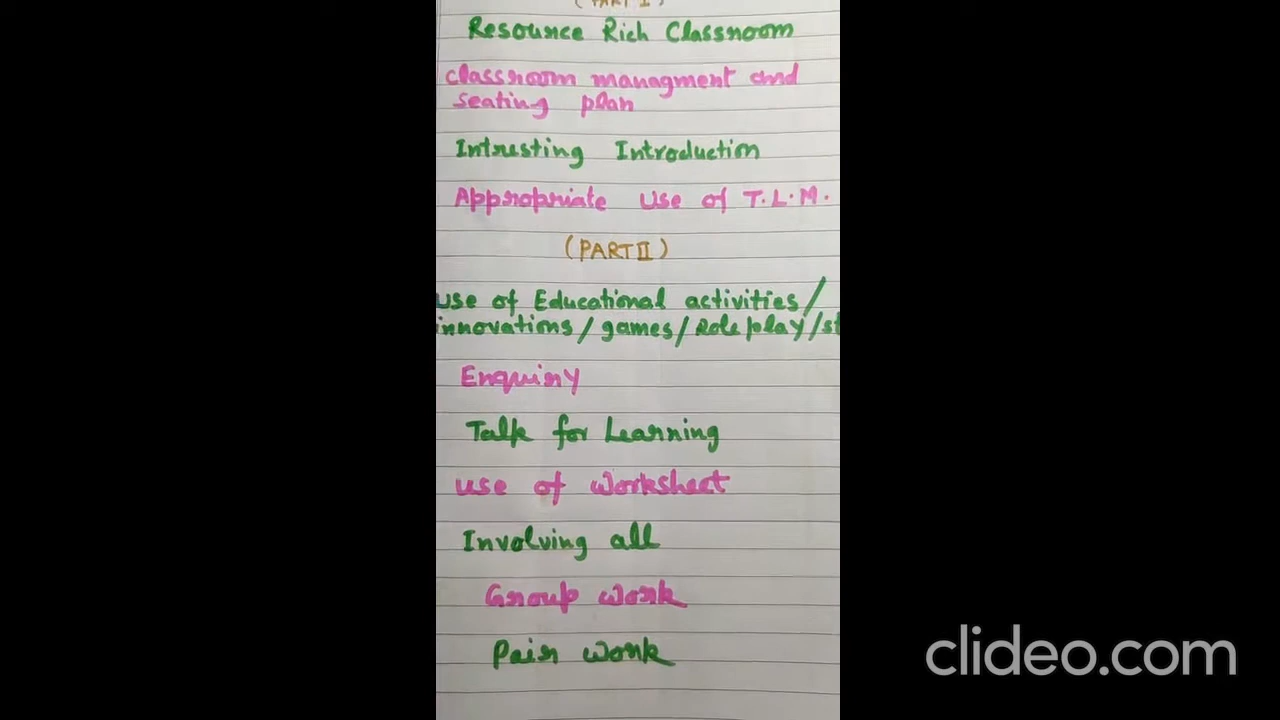 (PART I)
Resource Rich Classroom
Classroom managment and
seating plan
Intresting Introduction
Appropriate use of T.L.M.
(PART II)
use of Educational activities/
innovations/games/Role play/st
Enquiry
Talk for Learning
use of worksheet
Involving all
Group work
Pair work
clideo.com